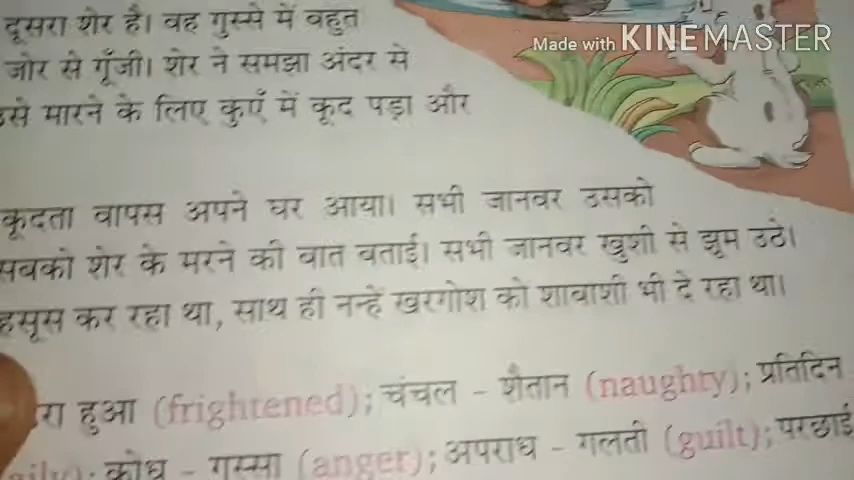 Made with KINEMASTER
दूसरा शेर है। वह गुस्से में बहुत
जोर से गूँजी। शेर ने समझा अंदर से
उसे मारने के लिए कुएँ में कूद पड़ा और
कूदता वापस अपने घर आया। सभी जानवर उसको
सबको शेर के मरने की बात बताई। सभी जानवर खुशी से झूम उठे।
हसूस कर रहा था, साथ ही नन्हें खरगोश को शाबाशी भी दे रहा था।
रा हुआ (frightened); चंचल - शैतान (naughty); प्रतिदिन
aily); क्रोध - गुस्सा (anger); अपराध - गलती (guilt); परछाई